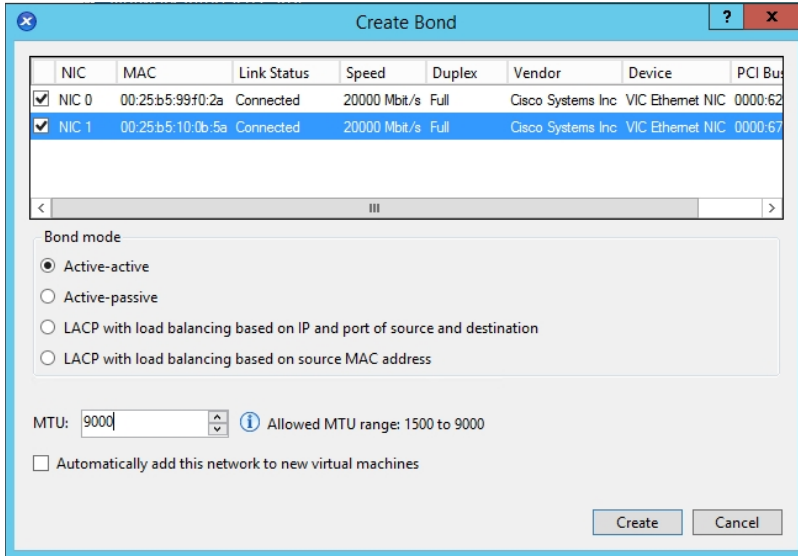 Create Bond
?
x
NIC MAC Link Status Speed Duplex Vendor Device PCI Bus
NIC 0 00:25:b5:99:f0:2a Connected 20000 Mbit/s Full Cisco Systems Inc VIC Ethernet NIC 0000:62
NIC 1 00:25:b5:10:0b:5a Connected 20000 Mbit/s Full Cisco Systems Inc VIC Ethernet NIC 0000:67
Bond mode
Active-active
Active-passive
LACP with load balancing based on IP and port of source and destination
LACP with load balancing based on source MAC address
MTU: 9000 Allowed MTU range: 1500 to 9000
Automatically add this network to new virtual machines
Create Cancel